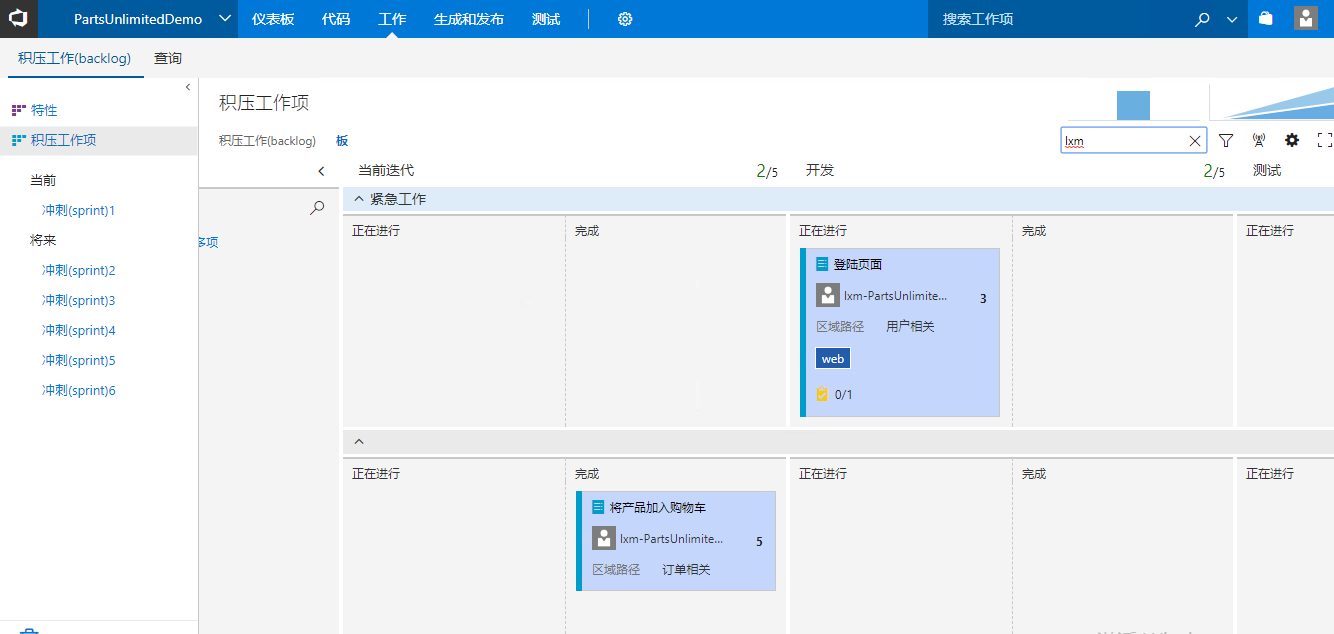 PartsUnlimitedDemo 仪表板 代码 工作 生成和发布 测试 搜索工作项
积压工作(backlog) 查询
特性
积压工作项
当前
冲刺(sprint)1
将来
冲刺(sprint)2
冲刺(sprint)3
冲刺(sprint)4
冲刺(sprint)5
冲刺(sprint)6
积压工作项
积压工作(backlog) 板
lxm
当前迭代 2/5 开发 2/5 测试
多项
紧急工作
正在进行 完成 正在进行 完成 正在进行
登陆页面
lxm-PartsUnlimite... 3
区域路径 用户相关
web
0/1
正在进行 完成 正在进行 完成 正在进行
将产品加入购物车
lxm-PartsUnlimite... 5
区域路径 订单相关